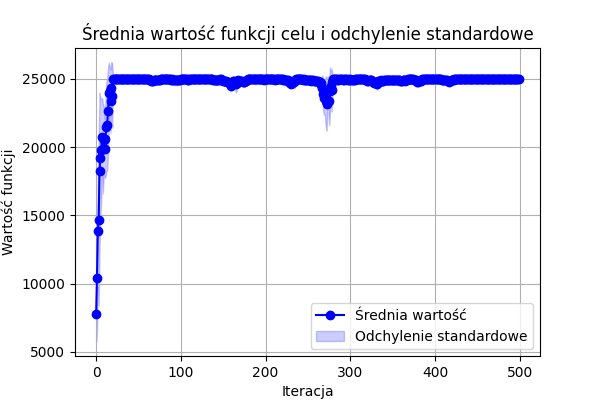 Średnia wartość funkcji celu i odchylenie standardowe
Wartość funkcji
25000
20000
15000
10000
5000
0 100 200 300 400 500
Iteracja
Średnia wartość
Odchylenie standardowe